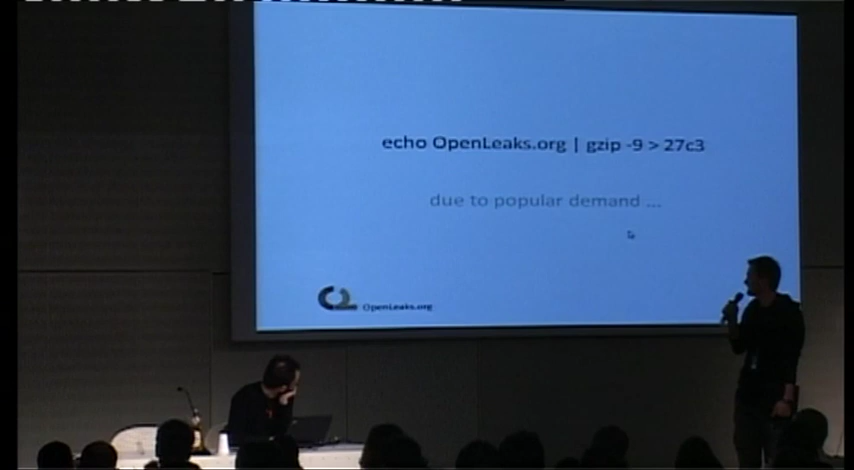 echo OpenLeaks.org | gzip -9 > 27c3
due to popular demand ...
OpenLeaks.org